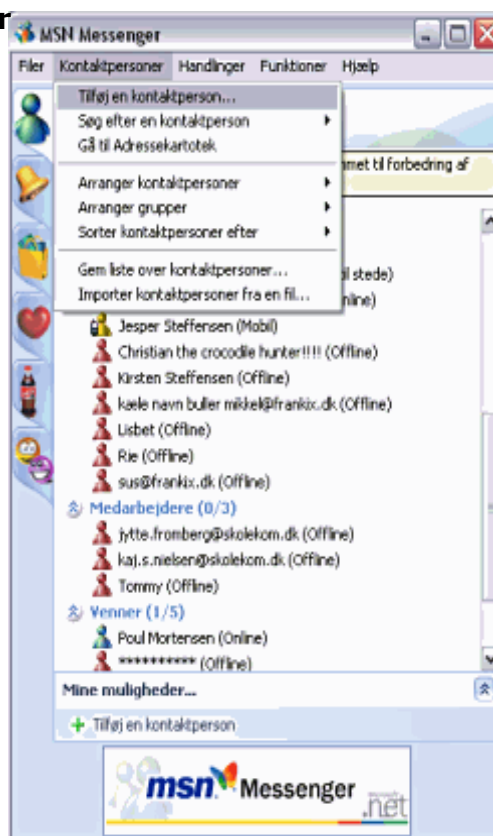 r
MSN Messenger
Filer Kontaktpersoner Handlinger Funktioner Hjælp
Tilføj en kontaktperson...
Søg efter en kontaktperson
Gå til Adressekartotek
mmet til forbedring af
Arranger kontaktpersoner
Arranger grupper
Sorter kontaktpersoner efter
Gem liste over kontaktpersoner...
il stede)
Importer kontaktpersoner fra en fil...
nline)
Jesper Steffensen (Mobil)
Christian the crocodile hunter!!!! (Offline)
Kirsten Steffensen (Offline)
kæle navn buller mikkel@frankix.dk (Offline)
Lisbet (Offline)
Rie (Offline)
sus@frankix.dk (Offline)
Medarbejdere (0/3)
jytte.fromberg@skolekom.dk (Offline)
kaj.s.nielsen@skolekom.dk (Offline)
Tommy (Offline)
Venner (1/5)
Poul Mortensen (Online)
********** (Offline)
Mine muligheder...
Tilføj en kontaktperson
msn Messenger
.net